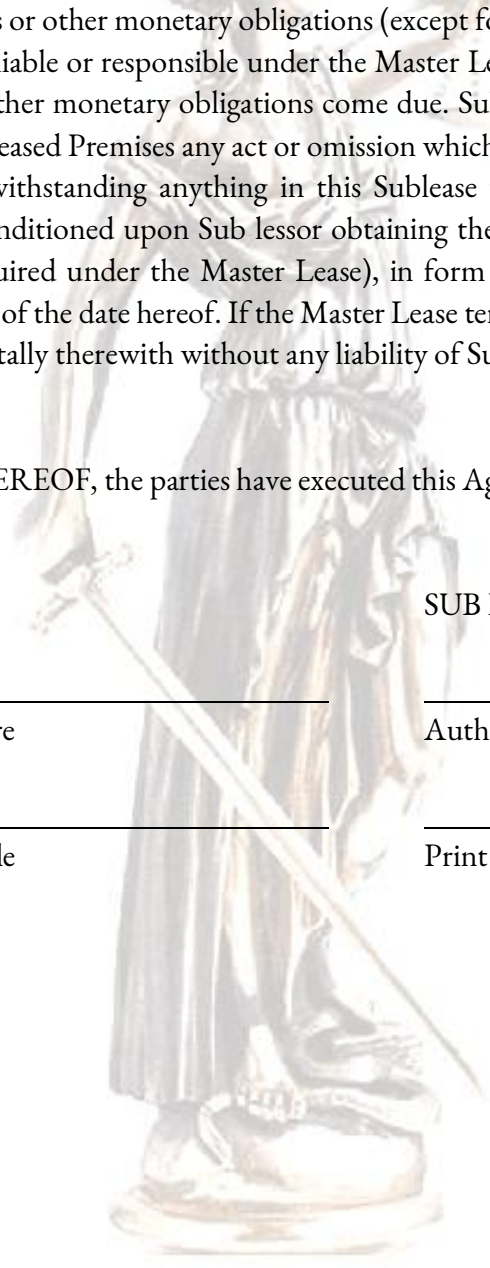 s or other monetary obligations (except fo
liable or responsible under the Master Le
ther monetary obligations come due. Su
eased Premises any act or omission which
withstanding anything in this Sublease
nditioned upon Sub lessor obtaining the
uired under the Master Lease), in form
of the date hereof. If the Master Lease ter
tally therewith without any liability of Su
EREOF, the parties have executed this Ag
SUB
re Auth
le Print